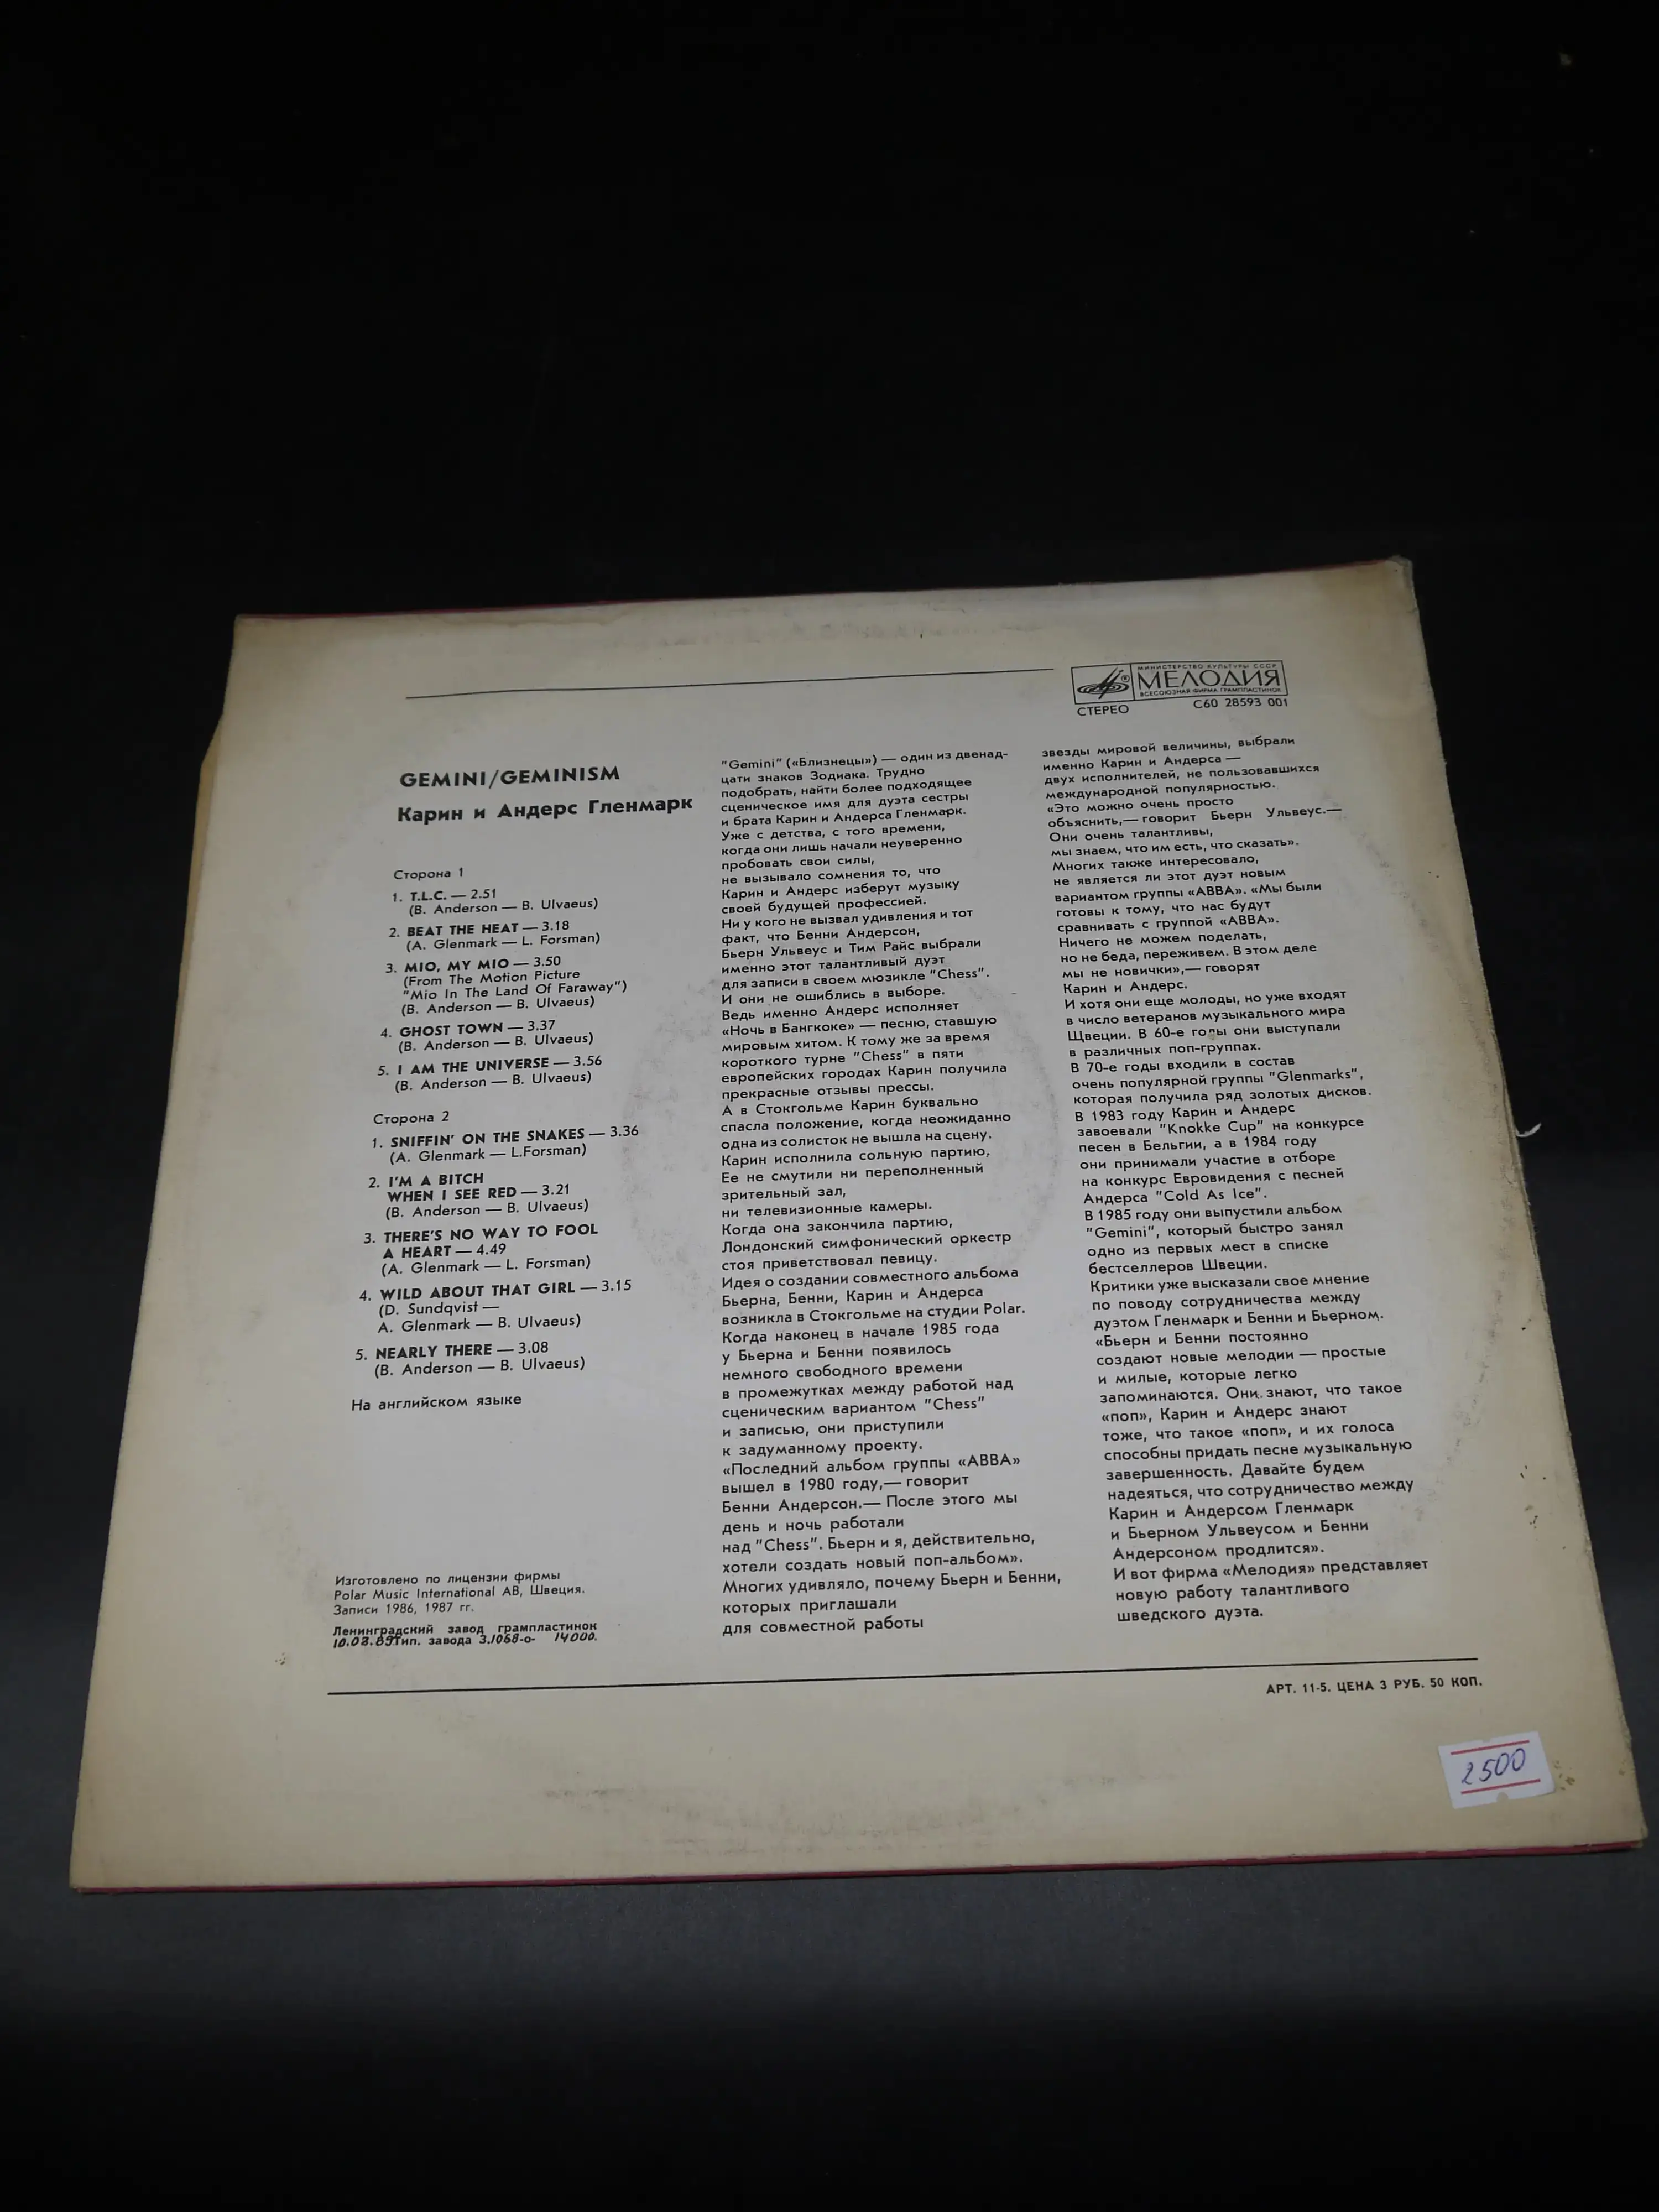 МИНИСТЕРСТВО КУЛЬТУРЫ СССР
МЕЛОДИЯ
ВСЕСОЮЗНАЯ ФИРМА ГРАМПЛАСТИНОК
СТЕРЕО
С60 28593 001
GEMINI/GEMINISM
Карин и Андерс Гленмарк
Сторона 1
1. T.L.C. — 2.51
(B. Anderson — B. Ulvaeus)
2. BEAT THE HEAT — 3.18
(A. Glenmark — L. Forsman)
3. MIO, MY MIO — 3.50
(From The Motion Picture
"Mio In The Land Of Faraway")
(B. Anderson — B. Ulvaeus)
4. GHOST TOWN — 3.37
(B. Anderson — B. Ulvaeus)
5. I AM THE UNIVERSE — 3.56
(B. Anderson — B. Ulvaeus)
Сторона 2
1. SNIFFIN' ON THE SNAKES — 3.36
(A. Glenmark — L.Forsman)
2. I'M A BITCH
WHEN I SEE RED — 3.21
(B. Anderson — B. Ulvaeus)
3. THERE'S NO WAY TO FOOL
A HEART — 4.49
(A. Glenmark — L. Forsman)
4. WILD ABOUT THAT GIRL — 3.15
(D. Sundqvist —
A. Glenmark — B. Ulvaeus)
5. NEARLY THERE — 3.08
(B. Anderson — B. Ulvaeus)
На английском языке
Изготовлено по лицензии фирмы
Polar Music International AB, Швеция.
Записи 1986, 1987 гг.
Ленинградский завод грампластинок
10.02.89 Тип. завода З.1068-о- 14000.
"Gemini" («Близнецы») — один из двенад-
цати знаков Зодиака. Трудно
подобрать, найти более подходящее
сценическое имя для дуэта сестры
и брата Карин и Андерса Гленмарк.
Уже с детства, с того времени,
когда они лишь начали неуверенно
пробовать свои силы,
не вызывало сомнения то, что
Карин и Андерс изберут музыку
своей будущей профессией.
Ни у кого не вызвал удивления и тот
факт, что Бенни Андерсон,
Бьерн Ульвеус и Тим Райс выбрали
именно этот талантливый дуэт
для записи в своем мюзикле "Chess".
И они не ошиблись в выборе.
Ведь именно Андерс исполняет
«Ночь в Бангкоке» — песню, ставшую
мировым хитом. К тому же за время
короткого турне "Chess" в пяти
европейских городах Карин получила
прекрасные отзывы прессы.
А в Стокгольме Карин буквально
спасла положение, когда неожиданно
одна из солисток не вышла на сцену.
Карин исполнила сольную партию,
Ее не смутили ни переполненный
зрительный зал,
ни телевизионные камеры.
Когда она закончила партию,
Лондонский симфонический оркестр
стоя приветствовал певицу.
Идея о создании совместного альбома
Бьерна, Бенни, Карин и Андерса
возникла в Стокгольме на студии Polar.
Когда наконец в начале 1985 года
у Бьерна и Бенни появилось
немного свободного времени
в промежутках между работой над
сценическим вариантом "Chess"
и записью, они приступили
к задуманному проекту.
«Последний альбом группы «АВВА»
вышел в 1980 году,— говорит
Бенни Андерсон.— После этого мы
день и ночь работали
над "Chess". Бьерн и я, действительно,
хотели создать новый поп-альбом».
Многих удивляло, почему Бьерн и Бенни,
которых приглашали
для совместной работы
звезды мировой величины, выбрали
именно Карин и Андерса —
двух исполнителей, не пользовавшихся
международной популярностью.
«Это можно очень просто
объяснить,— говорит Бьерн Ульвеус.—
Они очень талантливы,
мы знаем, что им есть, что сказать».
Многих также интересовало,
не является ли этот дуэт новым
вариантом группы «АВВА». «Мы были
готовы к тому, что нас будут
сравнивать с группой «АВВА».
Ничего не можем поделать,
но не беда, переживем. В этом деле
мы не новички»,— говорят
Карин и Андерс.
И хотя они еще молоды, но уже входят
в число ветеранов музыкального мира
Щвеции. В 60-е годы они выступали
в различных поп-группах.
В 70-е годы входили в состав
очень популярной группы "Glenmarks",
которая получила ряд золотых дисков.
В 1983 году Карин и Андерс
завоевали "Knokke Cup" на конкурсе
песен в Бельгии, а в 1984 году
они принимали участие в отборе
на конкурс Евровидения с песней
Андерса "Cold As Ice".
В 1985 году они выпустили альбом
"Gemini", который быстро занял
одно из первых мест в списке
бестселлеров Швеции.
Критики уже высказали свое мнение
по поводу сотрудничества между
дуэтом Гленмарк и Бенни и Бьерном.
«Бьерн и Бенни постоянно
создают новые мелодии — простые
и милые, которые легко
запоминаются. Они знают, что такое
«поп», Карин и Андерс знают
тоже, что такое «поп», и их голоса
способны придать песне музыкальную
завершенность. Давайте будем
надеяться, что сотрудничество между
Карин и Андерсом Гленмарк
и Бьерном Ульвеусом и Бенни
Андерсоном продлится».
И вот фирма «Мелодия» представляет
новую работу талантливого
шведского дуэта.
АРТ. 11-5. ЦЕНА 3 РУБ. 50 КОП.
2500